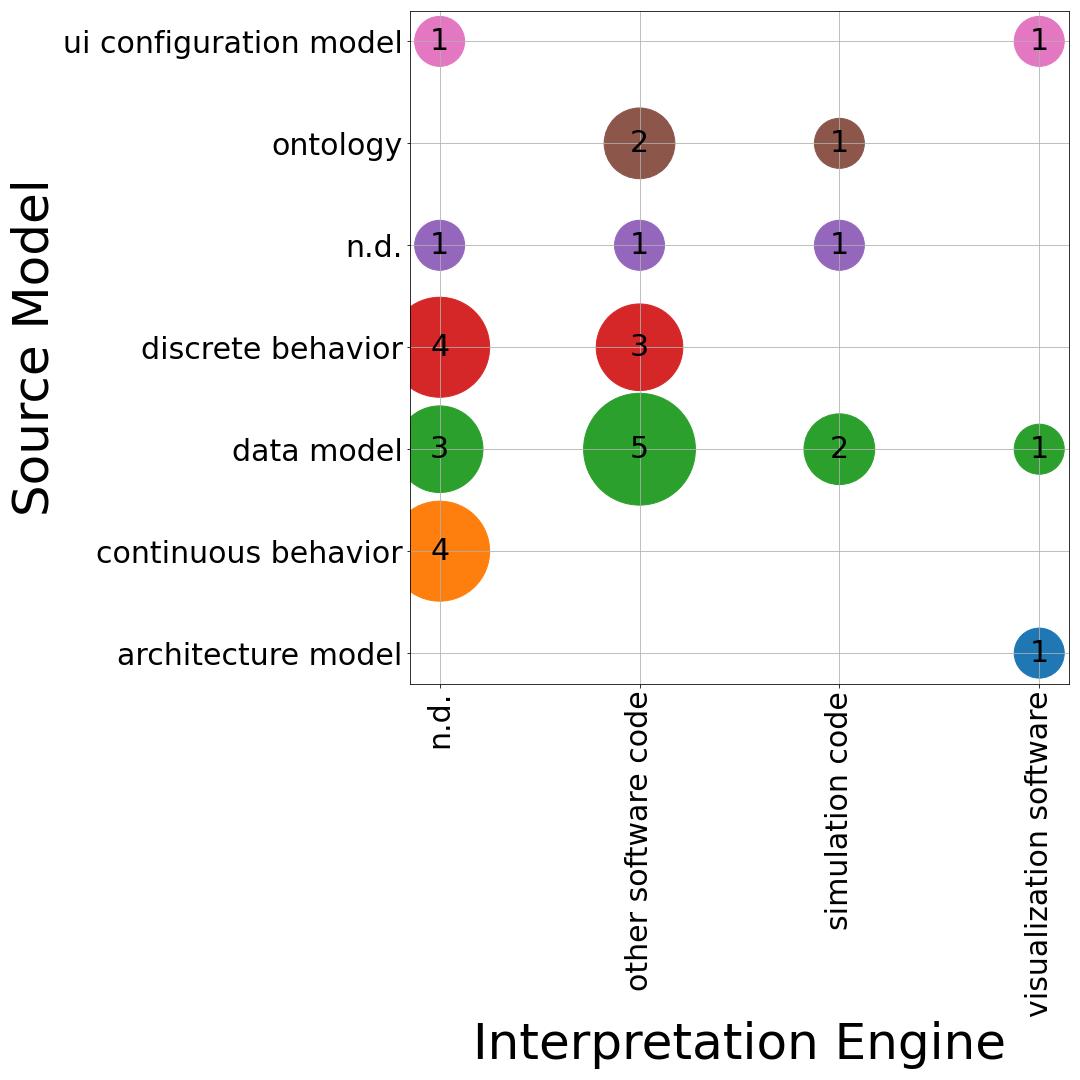 Source Model
ui configuration model
1
1
ontology
2
1
n.d.
1
1
1
discrete behavior
4
3
data model
3
5
2
1
continuous behavior
4
architecture model
1
n.d.
other software code
simulation code
visualization software
Interpretation Engine